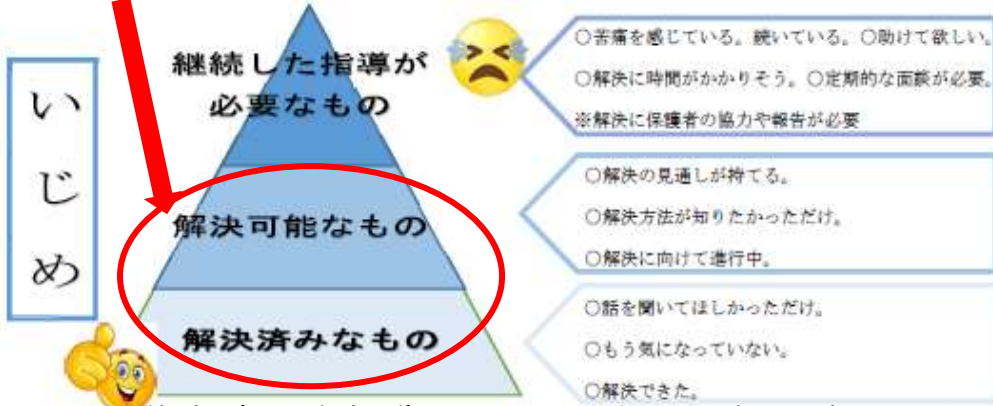 いじめ
継続した指導が
必要なもの
解決可能なもの
解決済みなもの
○苦痛を感じている。続いている。○助けて欲しい。
○解決に時間がかかりそう。○定期的な面談が必要。
※解決に保護者の協力や報告が必要
○解決の見通しが持てる。
○解決方法が知りたかっただけ。
○解決に向けて進行中。
○話を聞いてほしかっただけ。
○もう気になっていない。
○解決できた。